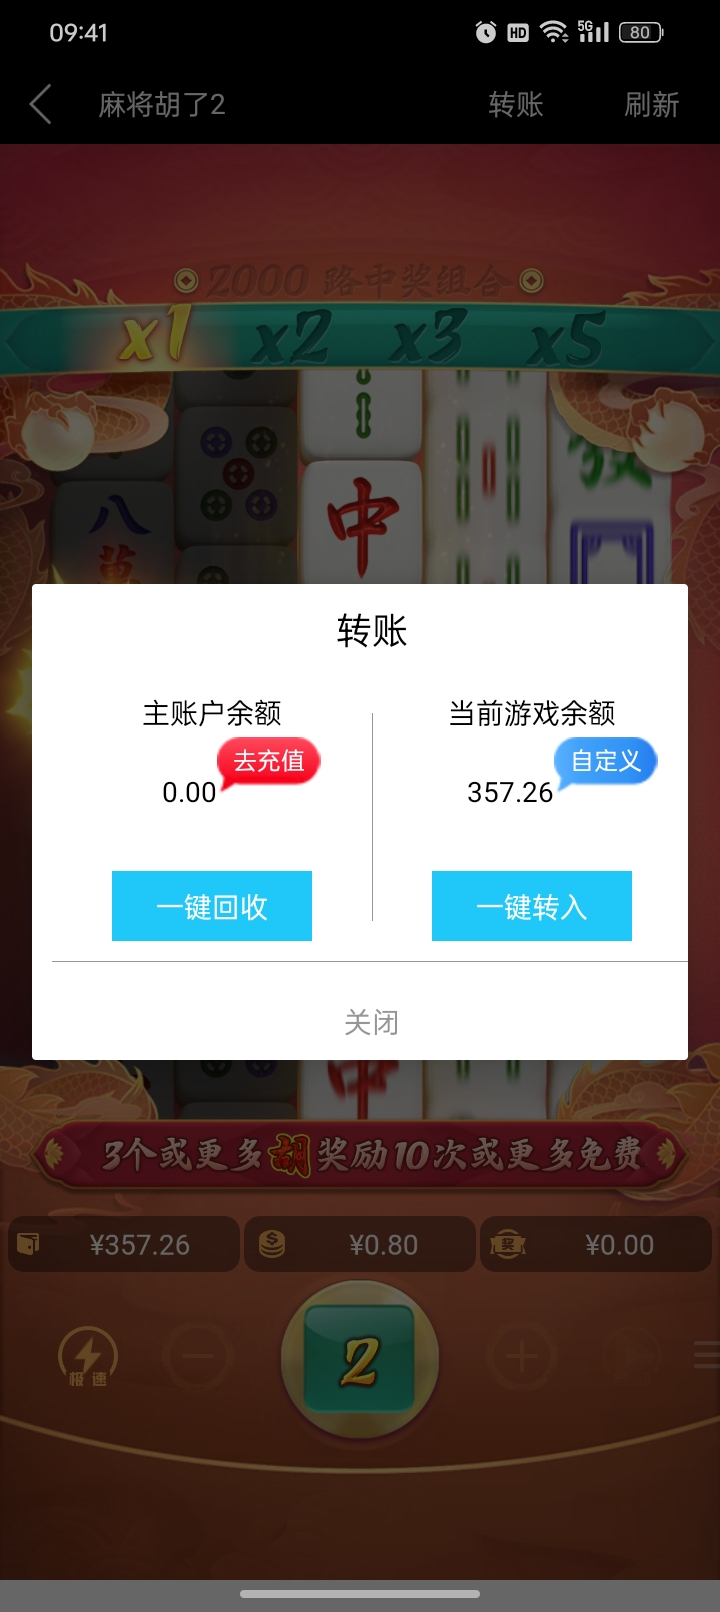 09:41
HD
5G
80
麻将胡了2
转账
刷新
2000 路中奖组合
x1
x2
x3
x5
八
萬
中
發
转账
主账户余额
当前游戏余额
去充值
自定义
0.00
357.26
一键回收
一键转入
关闭
3个或更多胡奖励10次或更多免费
¥357.26
¥0.80
奖
¥0.00
极速
2